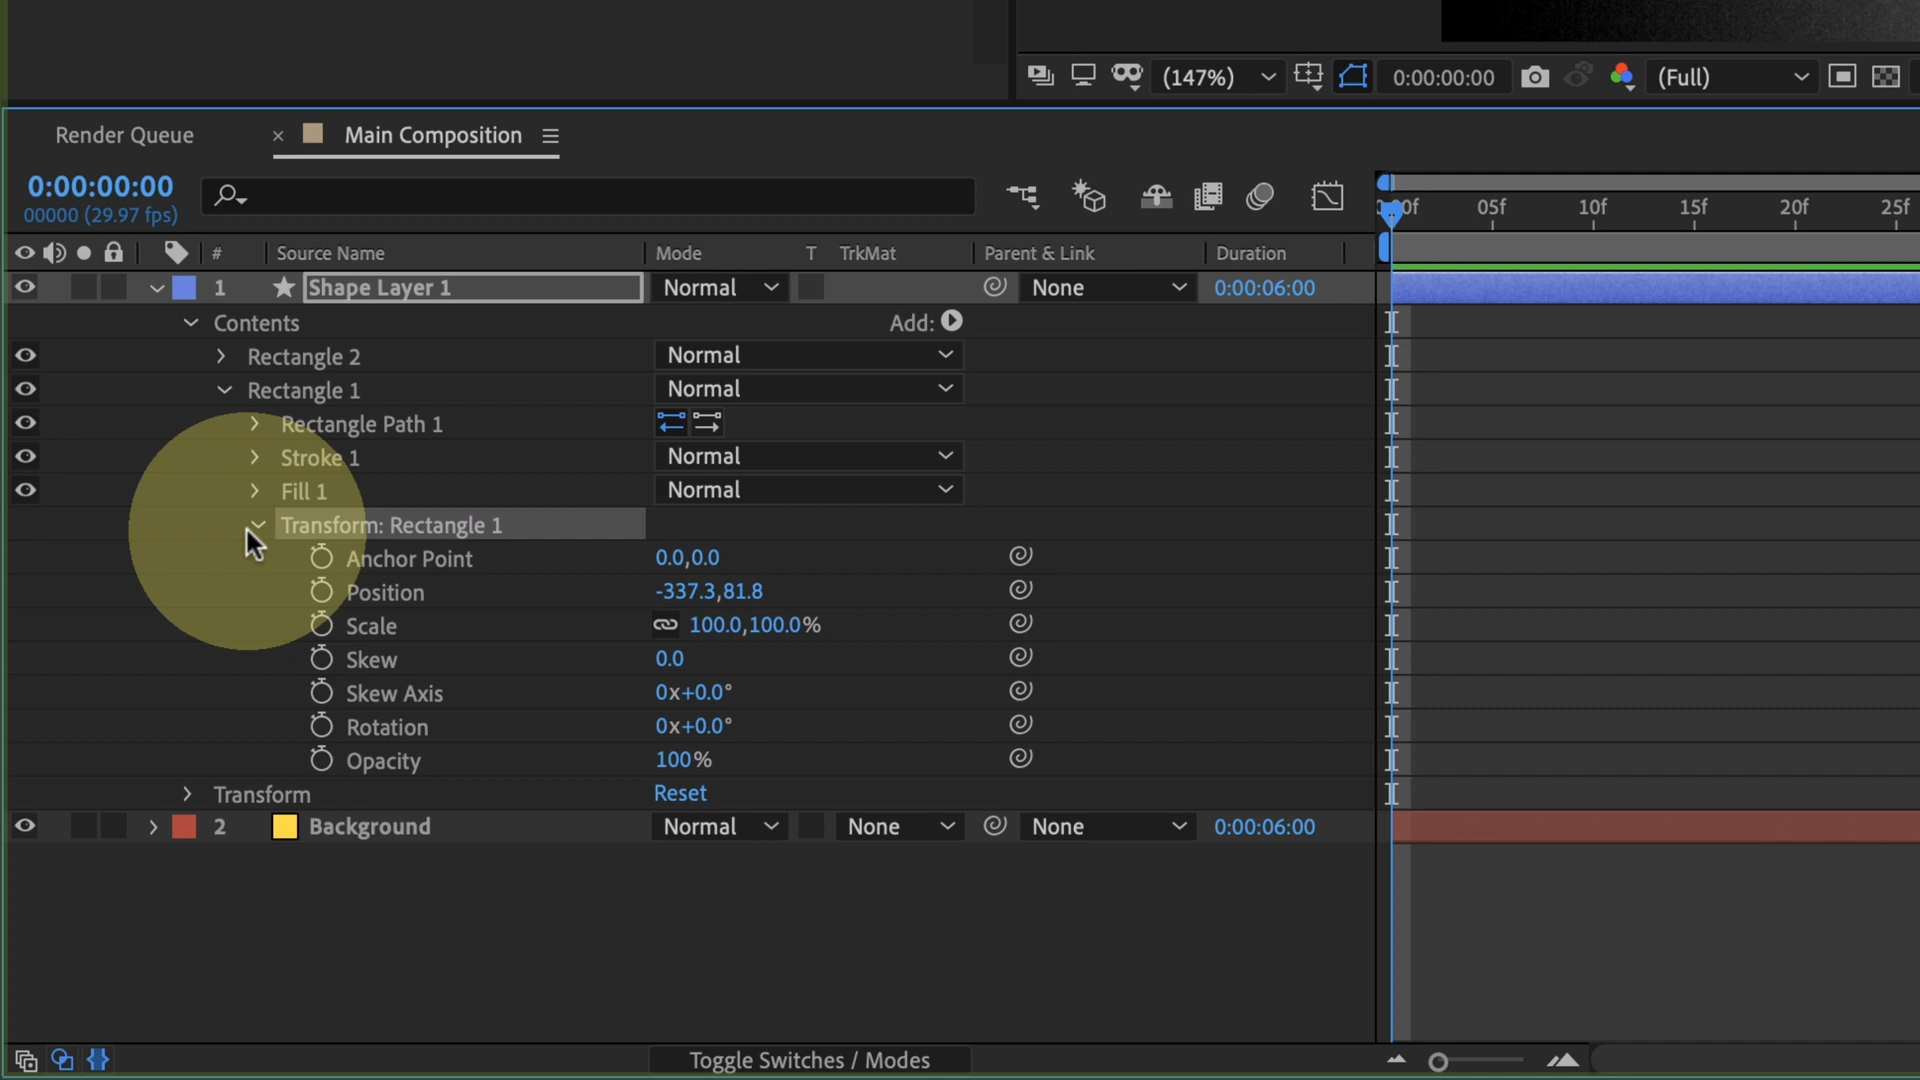 (147%) 0:00:00:00 (Full)
Render Queue × Main Composition
0:00:00:00
00000 (29.97 fps)
05f 10f 15f 20f 25f
# Source Name Mode T TrkMat Parent & Link Duration
1 Shape Layer 1 Normal None 0:00:06:00
Contents Add:
Rectangle 2 Normal
Rectangle 1 Normal
Rectangle Path 1
Stroke 1 Normal
Fill 1 Normal
Transform: Rectangle 1
Anchor Point 0.0,0.0
Position -337.3,81.8
Scale 100.0,100.0%
Skew 0.0
Skew Axis 0x+0.0°
Rotation 0x+0.0°
Opacity 100%
Transform Reset
2 Background Normal None None 0:00:06:00
Toggle Switches / Modes